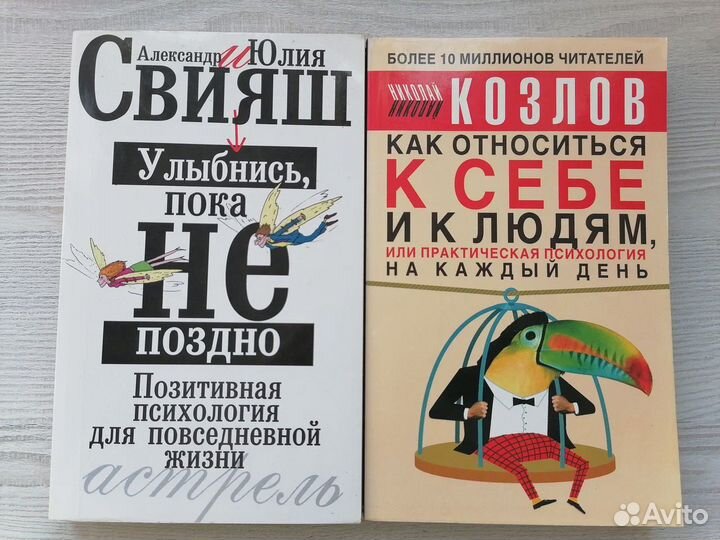 Александр и Юлия
СВИЯШ
Улыбнись,
пока
не
поздно
Позитивная
психология
для повседневной
жизни
астрель
БОЛЕЕ 10 МИЛЛИОНОВ ЧИТАТЕЛЕЙ
НИКОЛАЙ
НИКОЛАЙ
КОЗЛОВ
КАК ОТНОСИТЬСЯ
К СЕБЕ
И К ЛЮДЯМ,
ИЛИ ПРАКТИЧЕСКАЯ ПСИХОЛОГИЯ
НА КАЖДЫЙ ДЕНЬ
Avito